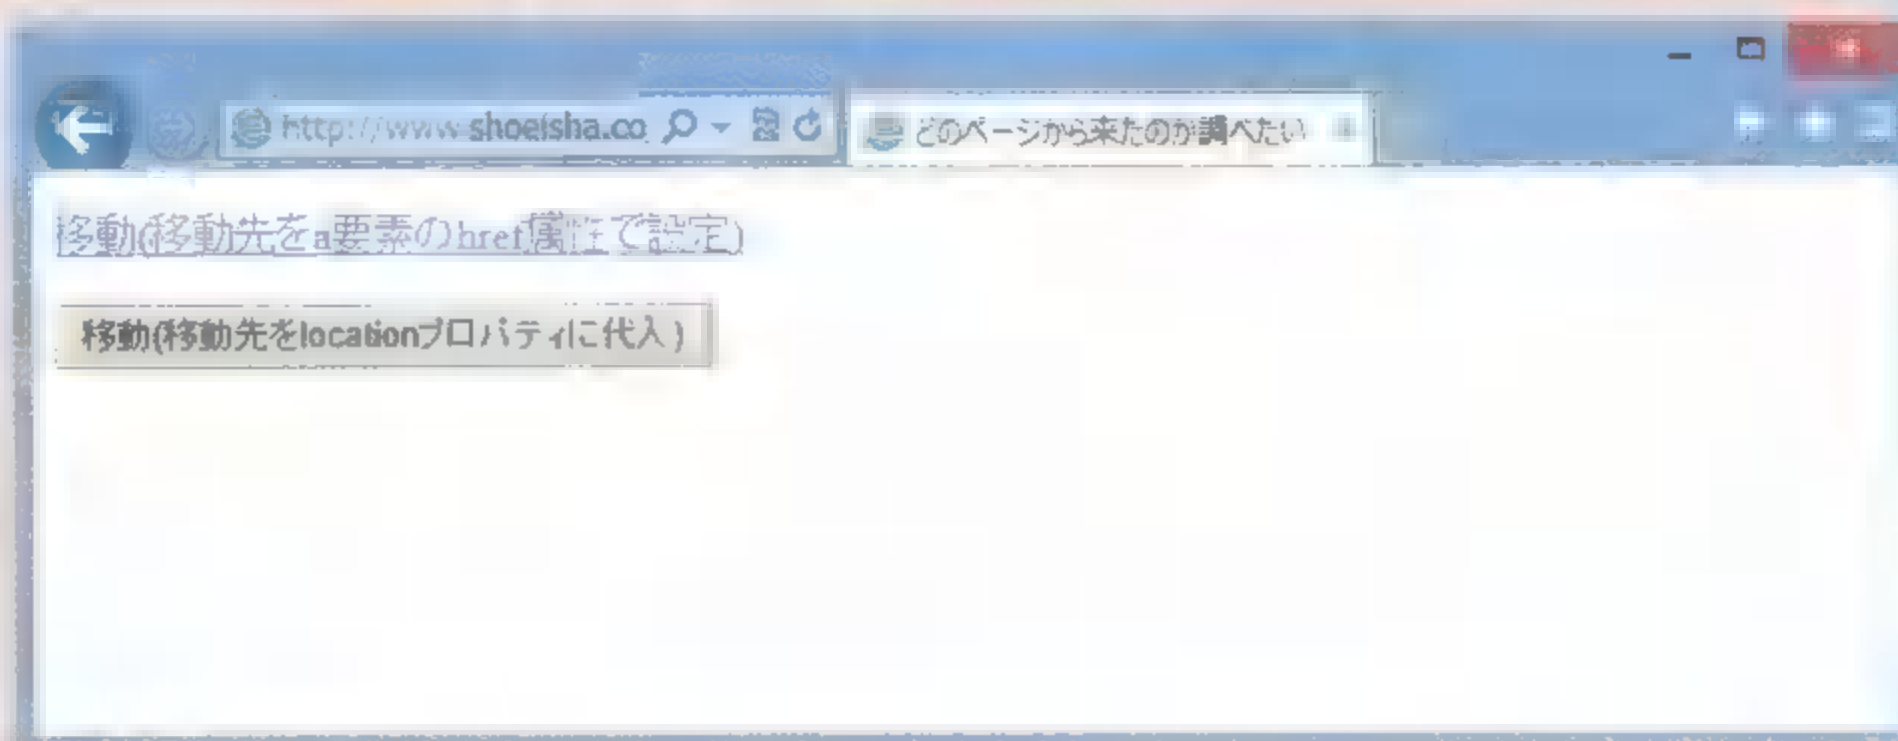 http://www.shoeisha.co
どのページから来たのか調べたい
移動(移動先をa要素のhref属性で設定)
移動(移動先をlocationプロパティに代入)